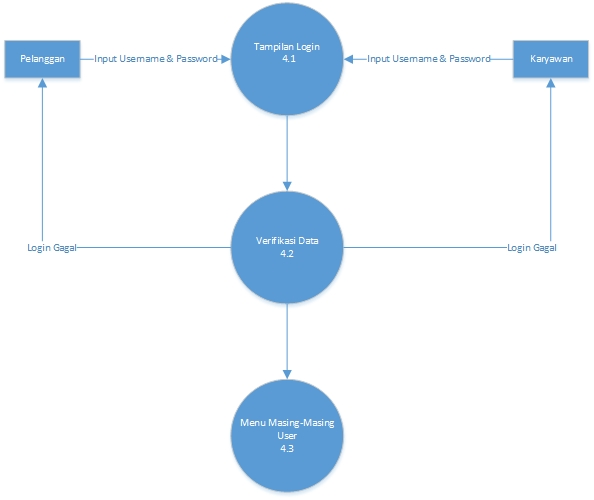 Tampilan Login
4.1
Pelanggan
Input Username & Password
Input Username & Password
Karyawan
Verifikasi Data
4.2
Login Gagal
Login Gagal
Menu Masing-Masing
User
4.3